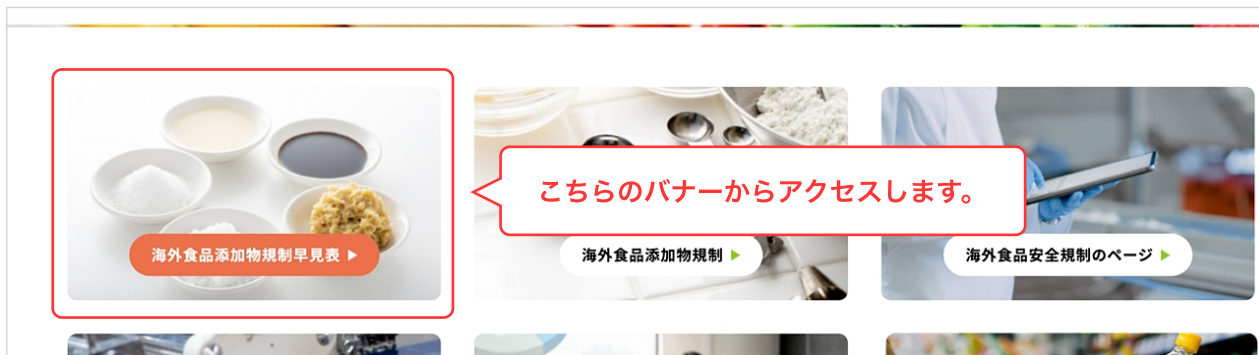 こちらのバナーからアクセスします。
海外食品添加物規制早見表 ▶
海外食品添加物規制 ▶
海外食品安全規制のページ ▶